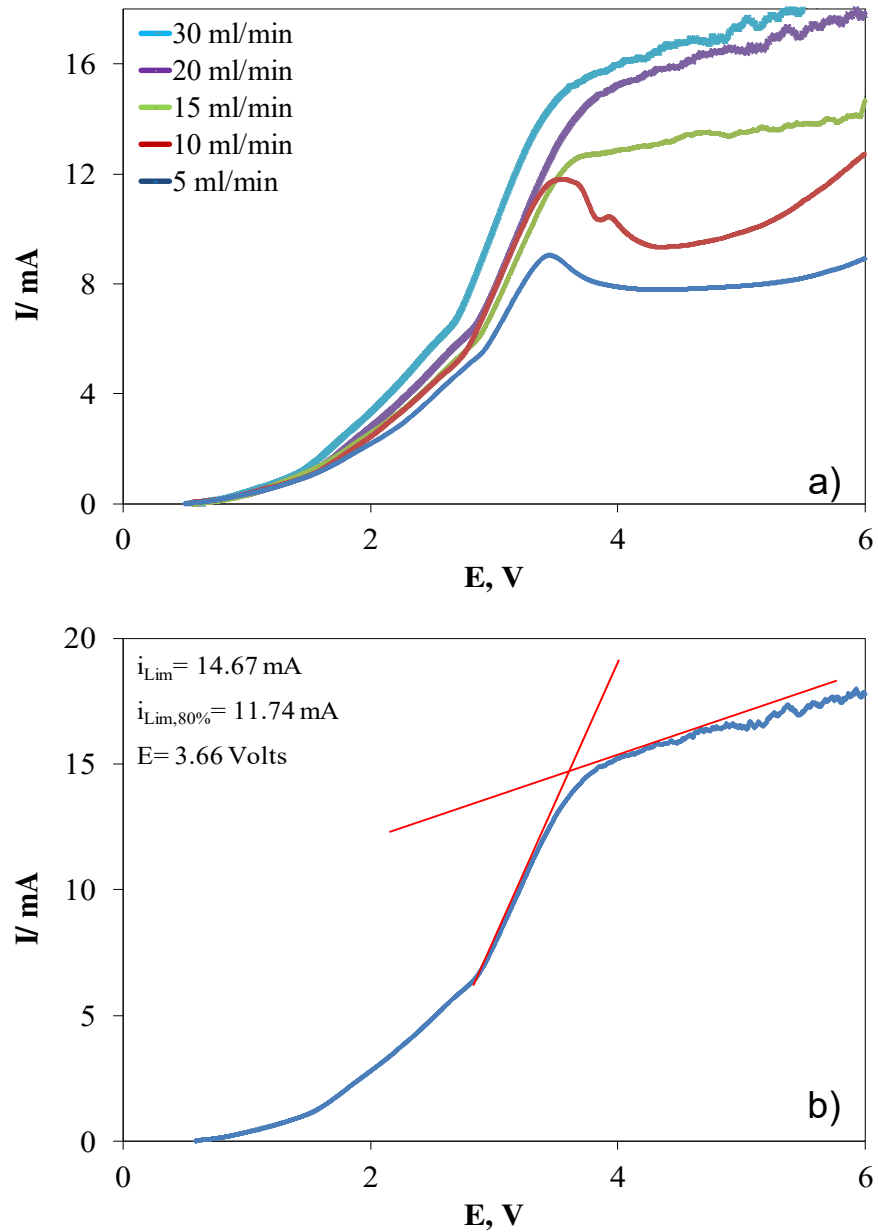 30 ml/min
20 ml/min
15 ml/min
10 ml/min
5 ml/min
16
12
8
4
0
I/ mA
0 2 4 6
E, V
a)
i_Lim= 14.67 mA
i_Lim,80%= 11.74 mA
E= 3.66 Volts
20
15
10
5
0
I/ mA
0 2 4 6
E, V
b)